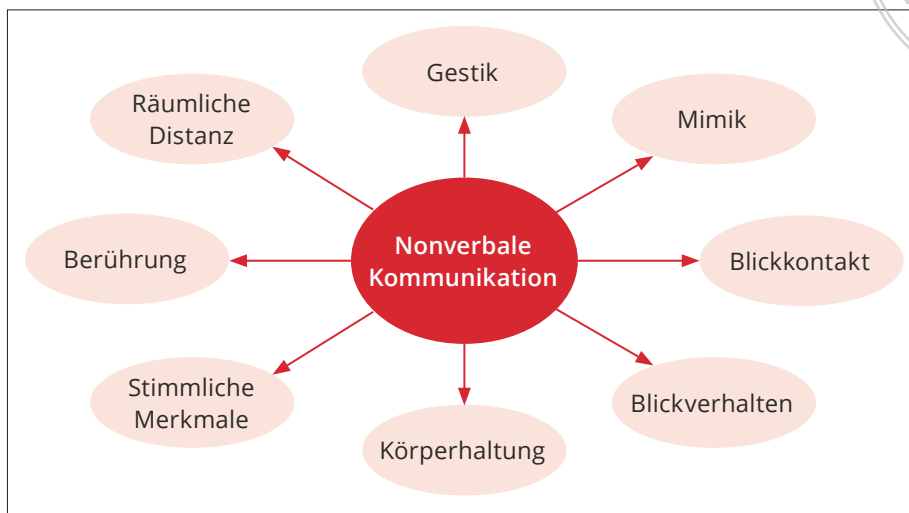 Gestik
Räumliche
Distanz
Mimik
Berührung
Nonverbale
Kommunikation
Blickkontakt
Stimmliche
Merkmale
Blickverhalten
Körperhaltung